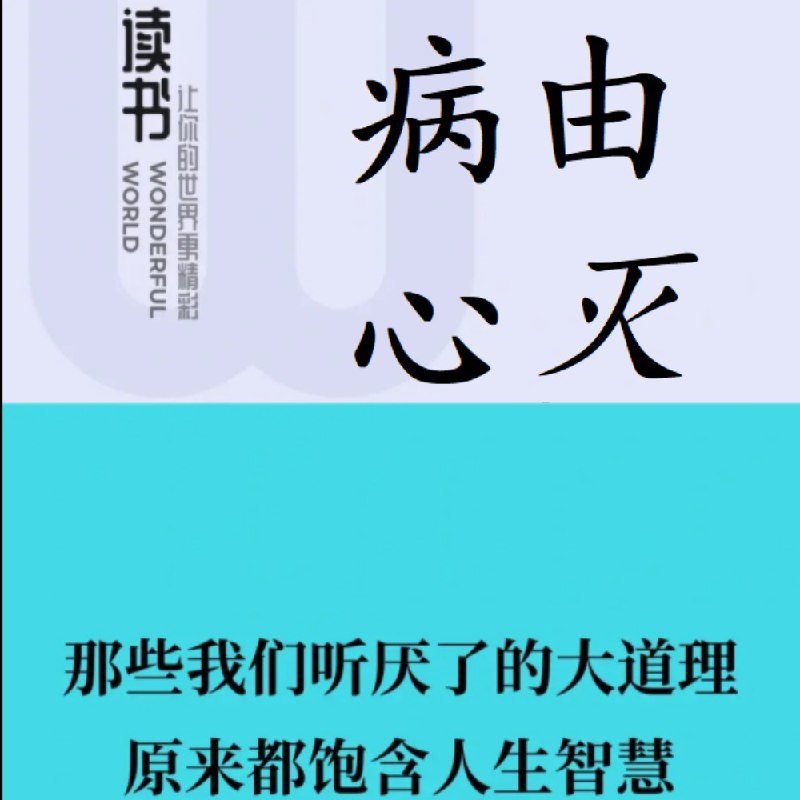 读书
让你的世界更精彩
WONDERFUL
WORLD
病由
心灭
那些我们听厌了的大道理
原来都饱含人生智慧